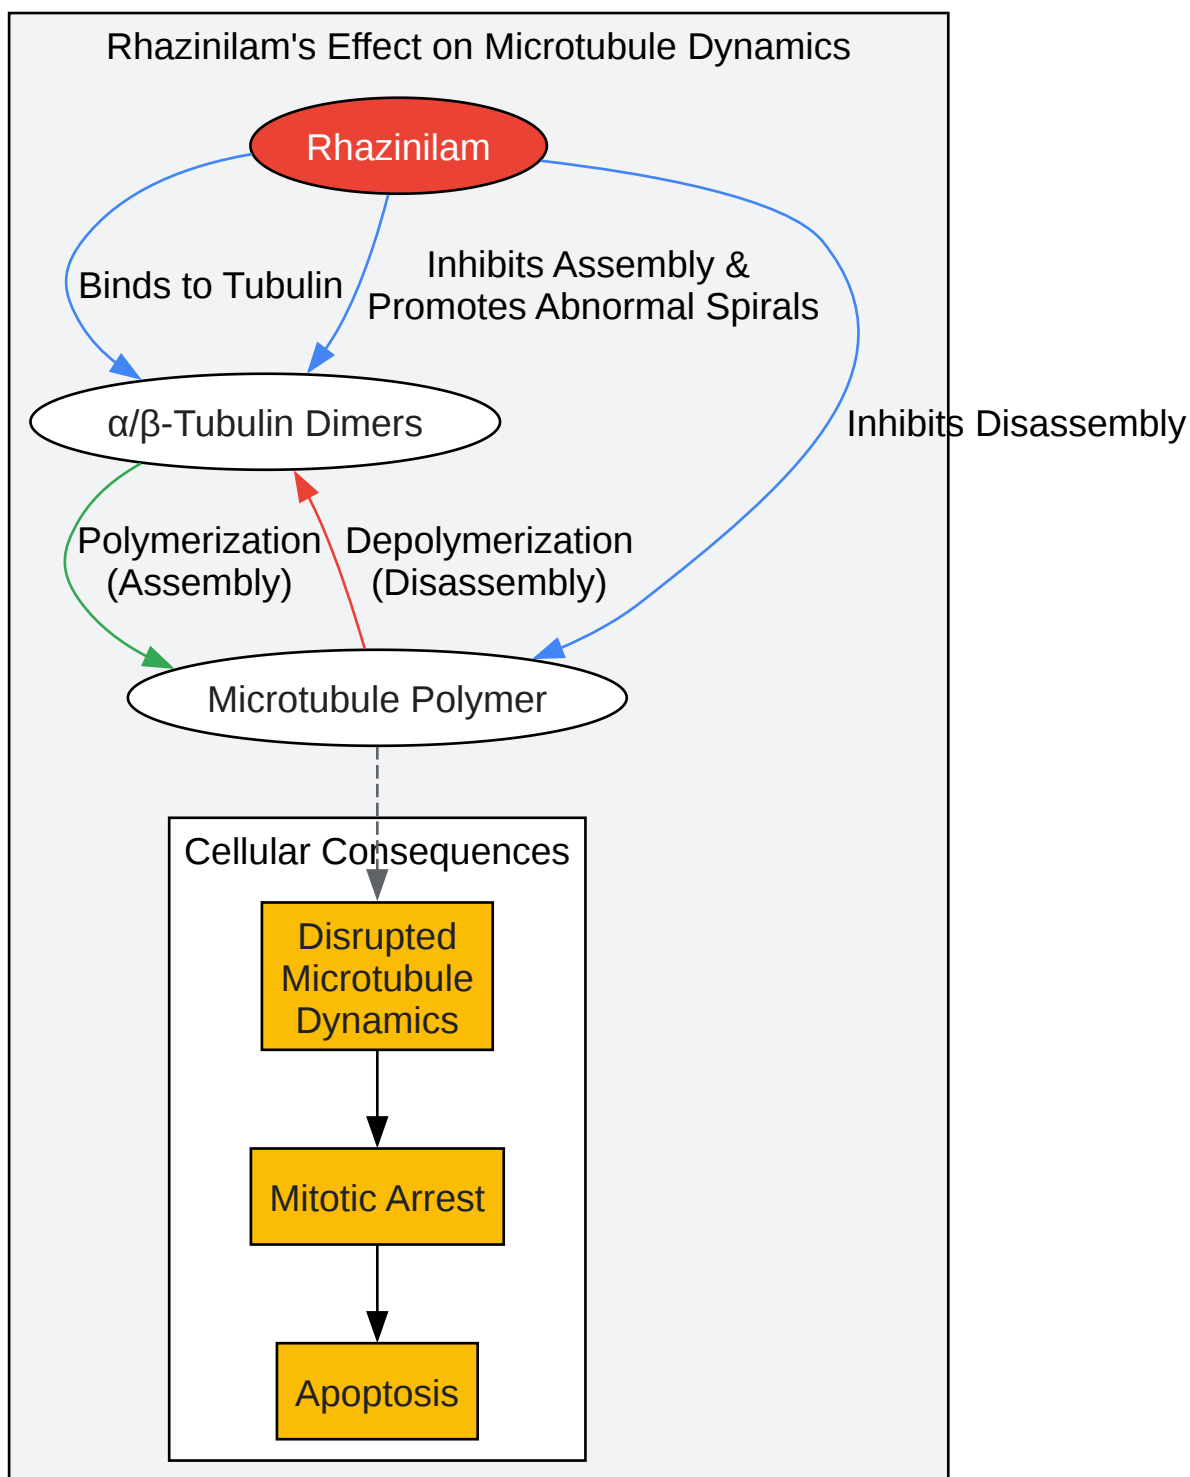 Rhazinilam's Effect on Microtubule Dynamics
Rhazinilam
Binds to Tubulin
Inhibits Assembly &
Promotes Abnormal Spirals
α/β-Tubulin Dimers
Inhibits Disassembly
Polymerization
(Assembly)
Depolymerization
(Disassembly)
Microtubule Polymer
Cellular Consequences
Disrupted
Microtubule
Dynamics
Mitotic Arrest
Apoptosis